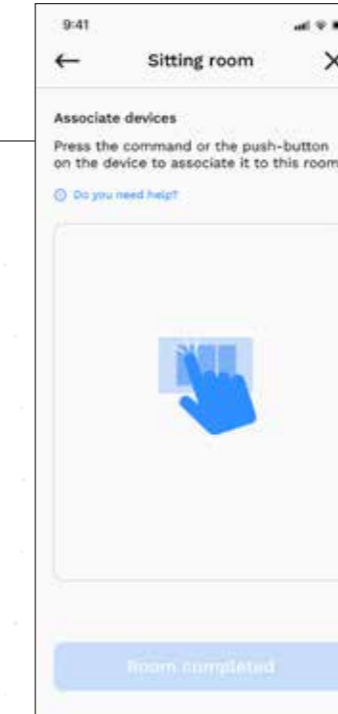 9:41
Sitting room
Associate devices
Press the command or the push-button
on the device to associate it to this room
Do you need help?
Room completed